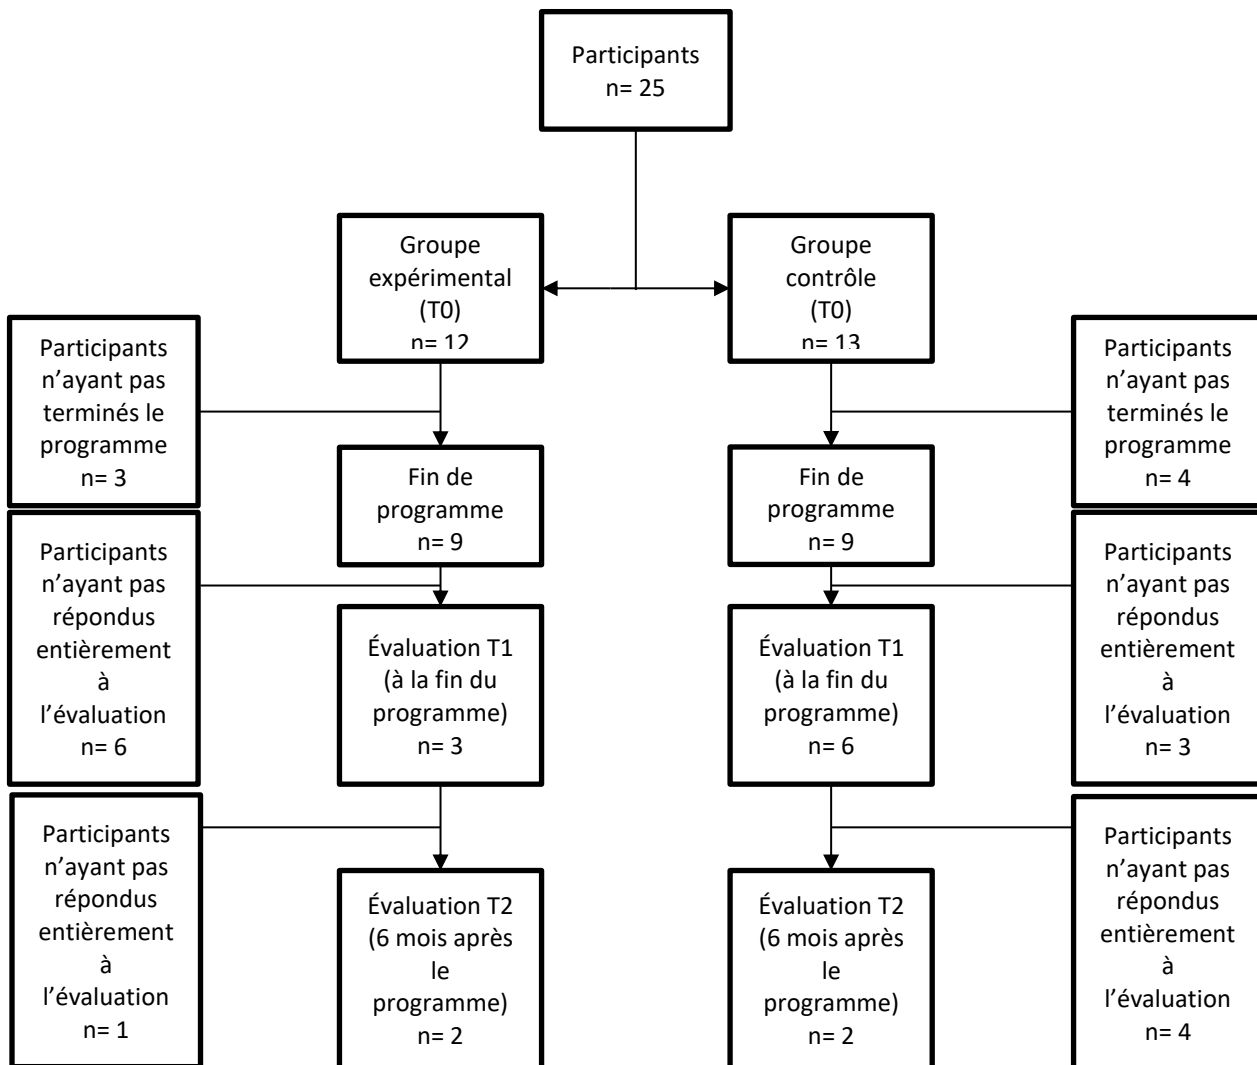 Participants
n= 25
Groupe
expérimental
(T0)
n= 12
Groupe
contrôle
(T0)
n= 13
Participants
n’ayant pas
terminés le
programme
n= 3
Participants
n’ayant pas
terminés le
programme
n= 4
Fin de
programme
n= 9
Fin de
programme
n= 9
Participants
n’ayant pas
répondus
entièrement
à
l’évaluation
n= 6
Évaluation T1
(à la fin du
programme)
n= 3
Évaluation T1
(à la fin du
programme)
n= 6
Participants
n’ayant pas
répondus
entièrement
à
l’évaluation
n= 3
Participants
n’ayant pas
répondus
entièrement
à
l’évaluation
n= 1
Évaluation T2
(6 mois après
le
programme)
n= 2
Évaluation T2
(6 mois après
le
programme)
n= 2
Participants
n’ayant pas
répondus
entièrement
à
l’évaluation
n= 4